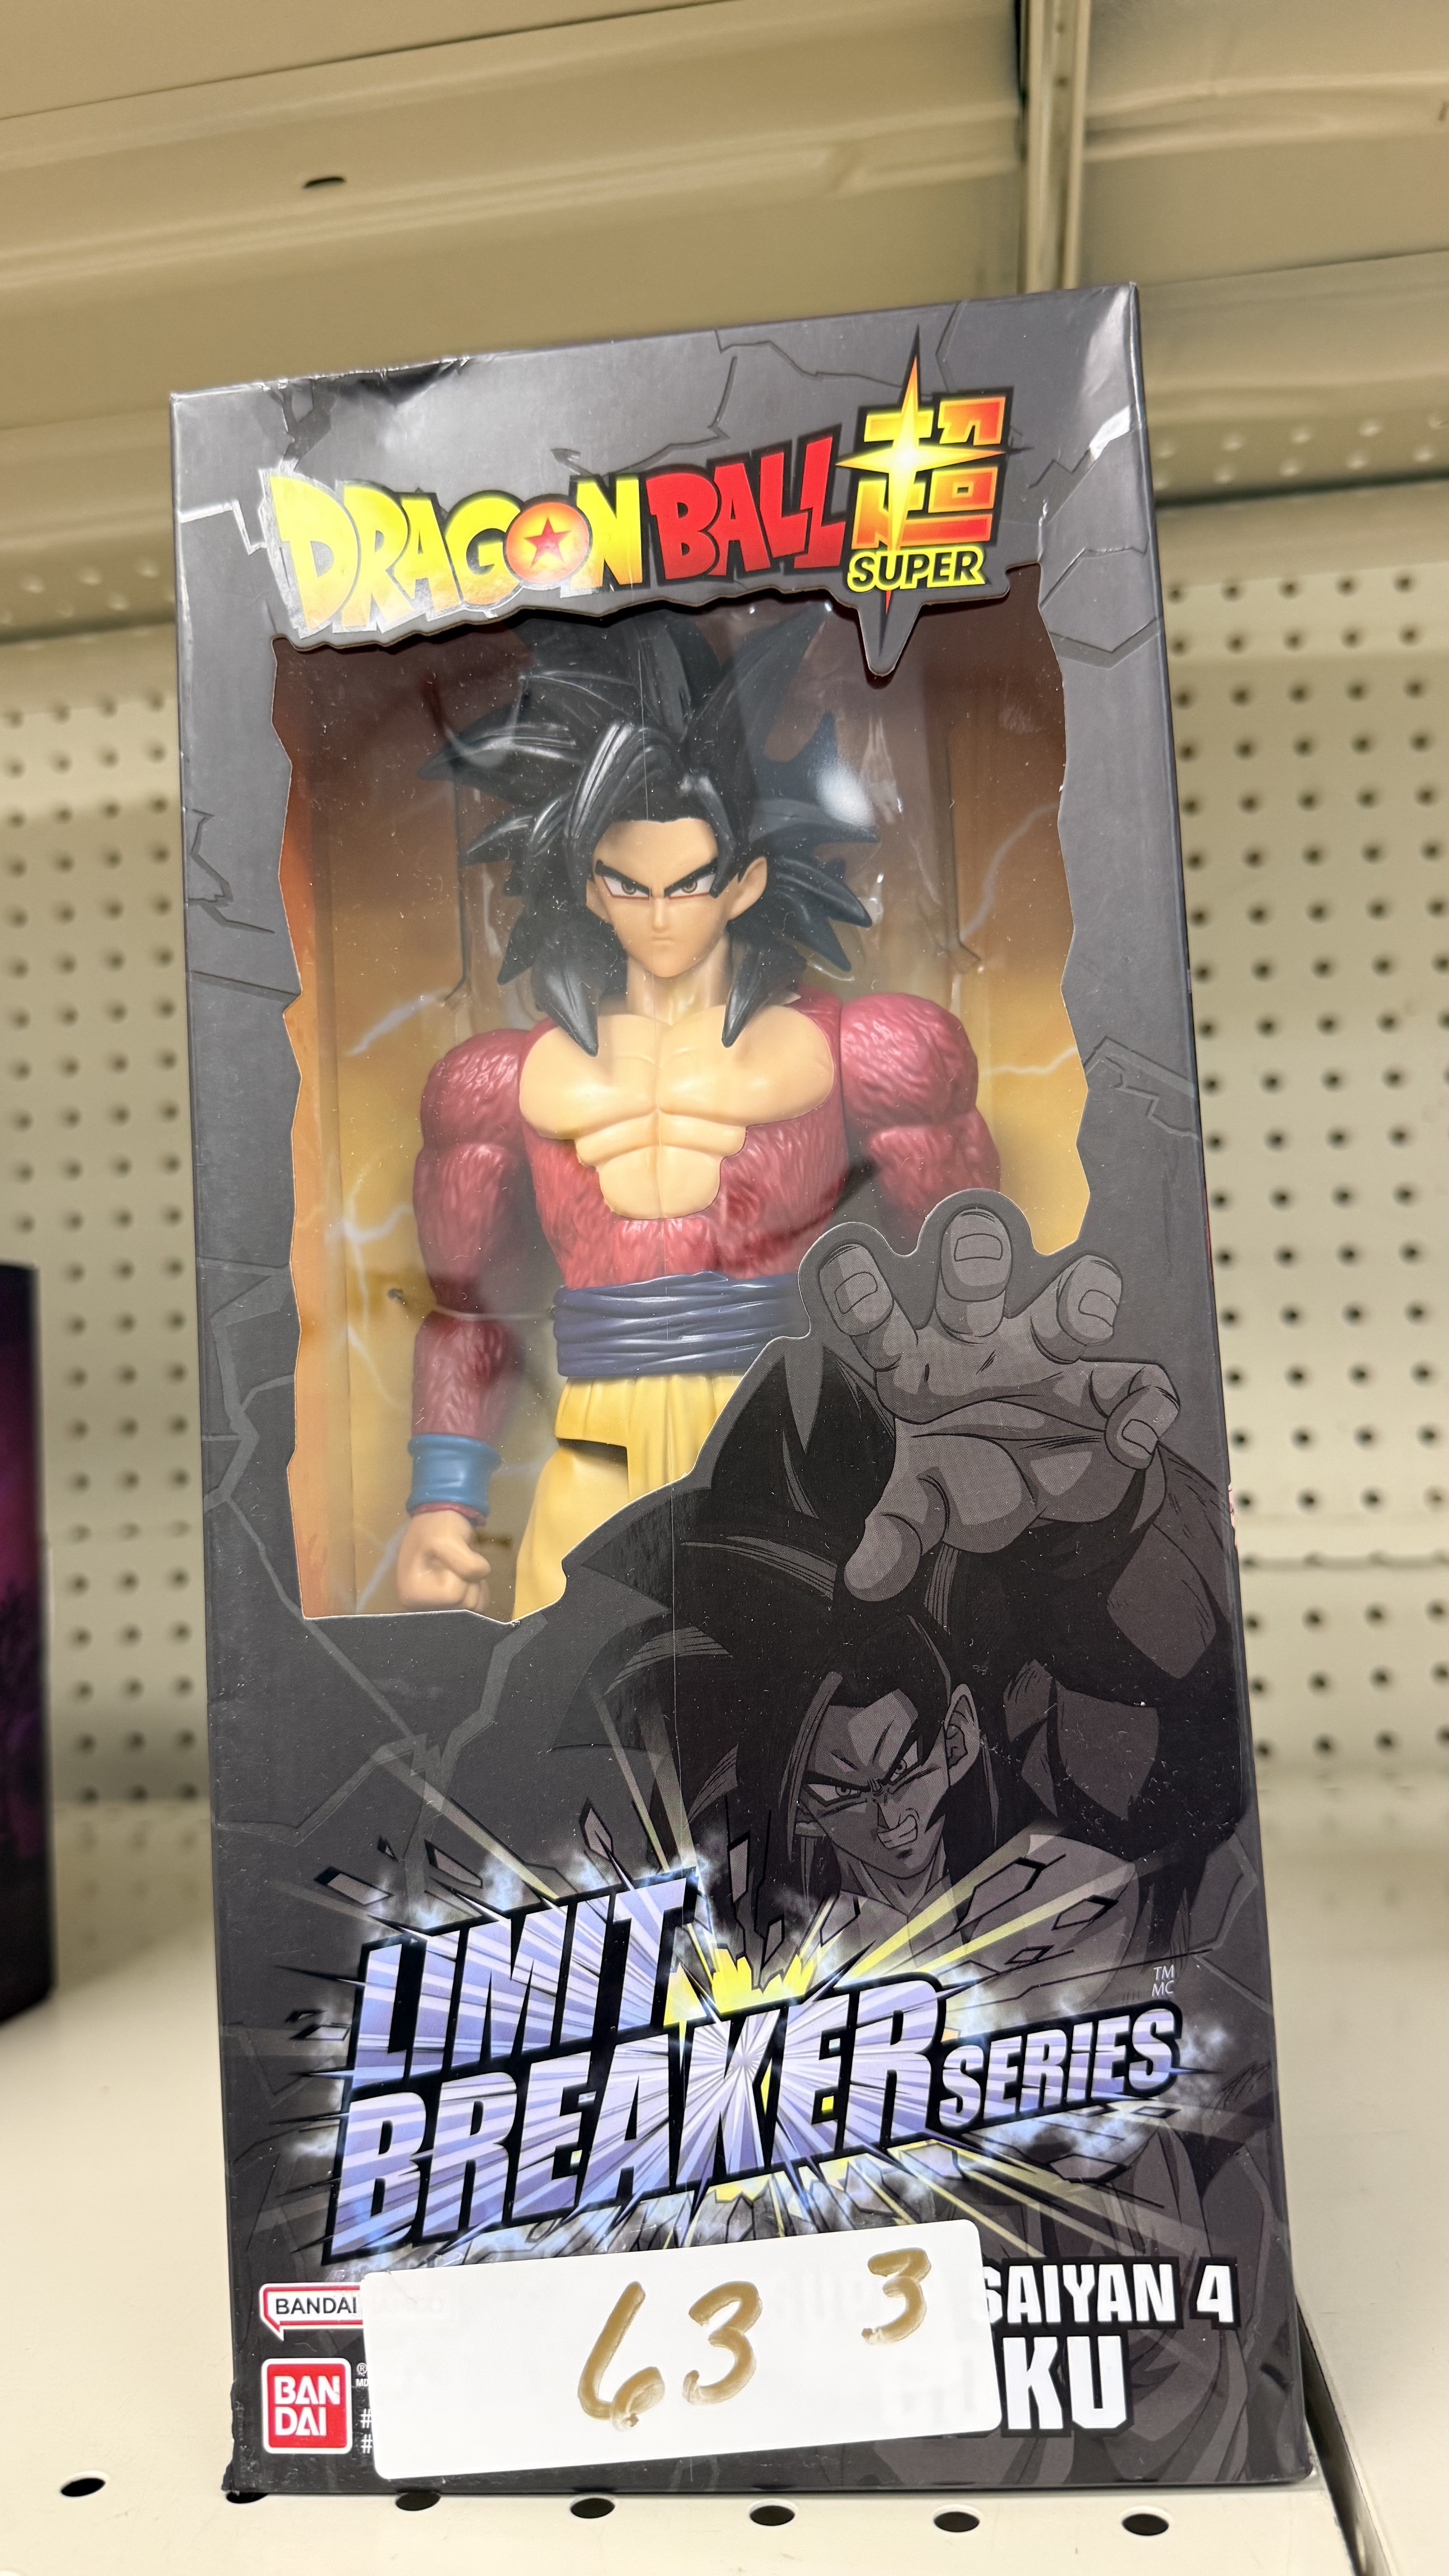 DRAGON BALL 超
SUPER
LIMIT
BREAKER SERIES
TM
MC
BANDAI
SAIYAN 4
KU
BAN
DAI
®
#
#
63 3